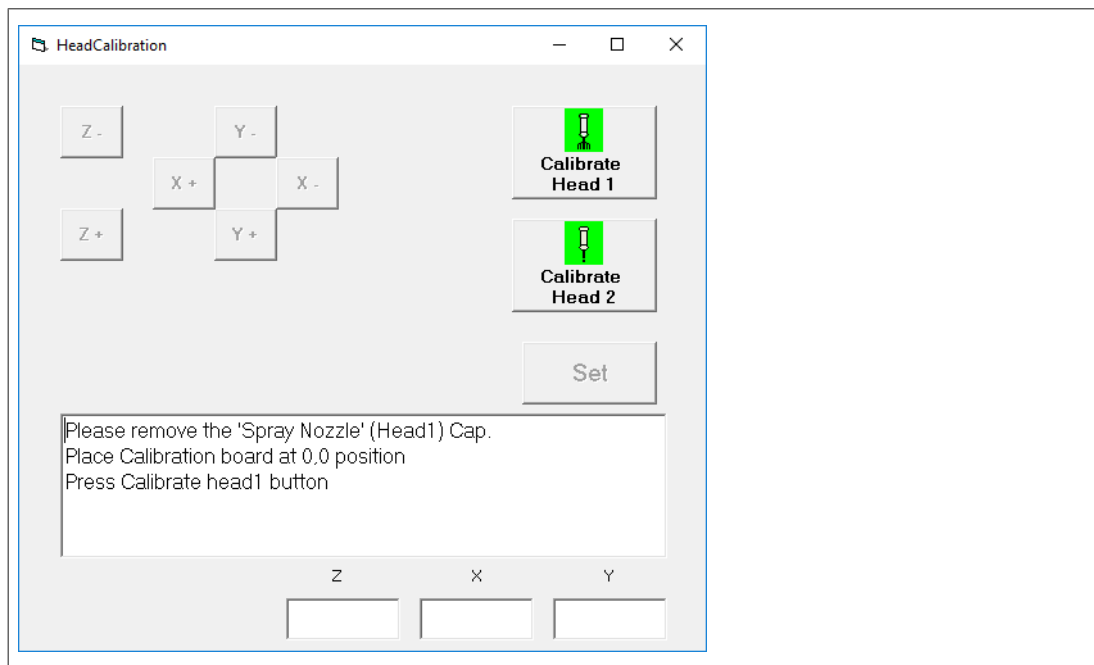 HeadCalibration
Z -
Y -
X +
X -
Z +
Y +
Calibrate
Head 1
Calibrate
Head 2
Set
Please remove the 'Spray Nozzle' (Head1) Cap.
Place Calibration board at 0,0 position
Press Calibrate head1 button
Z X Y